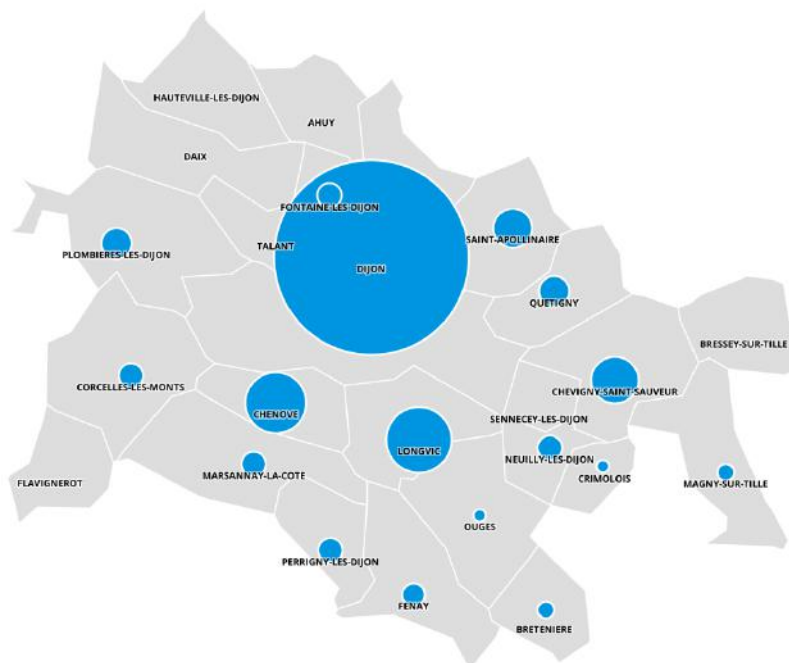 HAUTEVILLE-LES-DIJON
AHUY
DAIX
FONTAINE-LES-DIJON
SAINT-APOLLINAIRE
TALANT
PLOMBIERES-LES-DIJON
DIJON
QUETIGNY
BRESSEY-SUR-TILLE
CORCELLES-LES-MONTS
CHEVIGNY-SAINT-SAUVEUR
CHENOVE
SENNECEY-LES-DIJON
LONGVIC
NEUILLY-LES-DIJON
MARSANNAY-LA-COTE
CRIMOLOIS
FLAVIGNEROT
MAGNY-SUR-TILLE
OUGES
PERRIGNY-LES-DIJON
FENAY
BRETENIERE